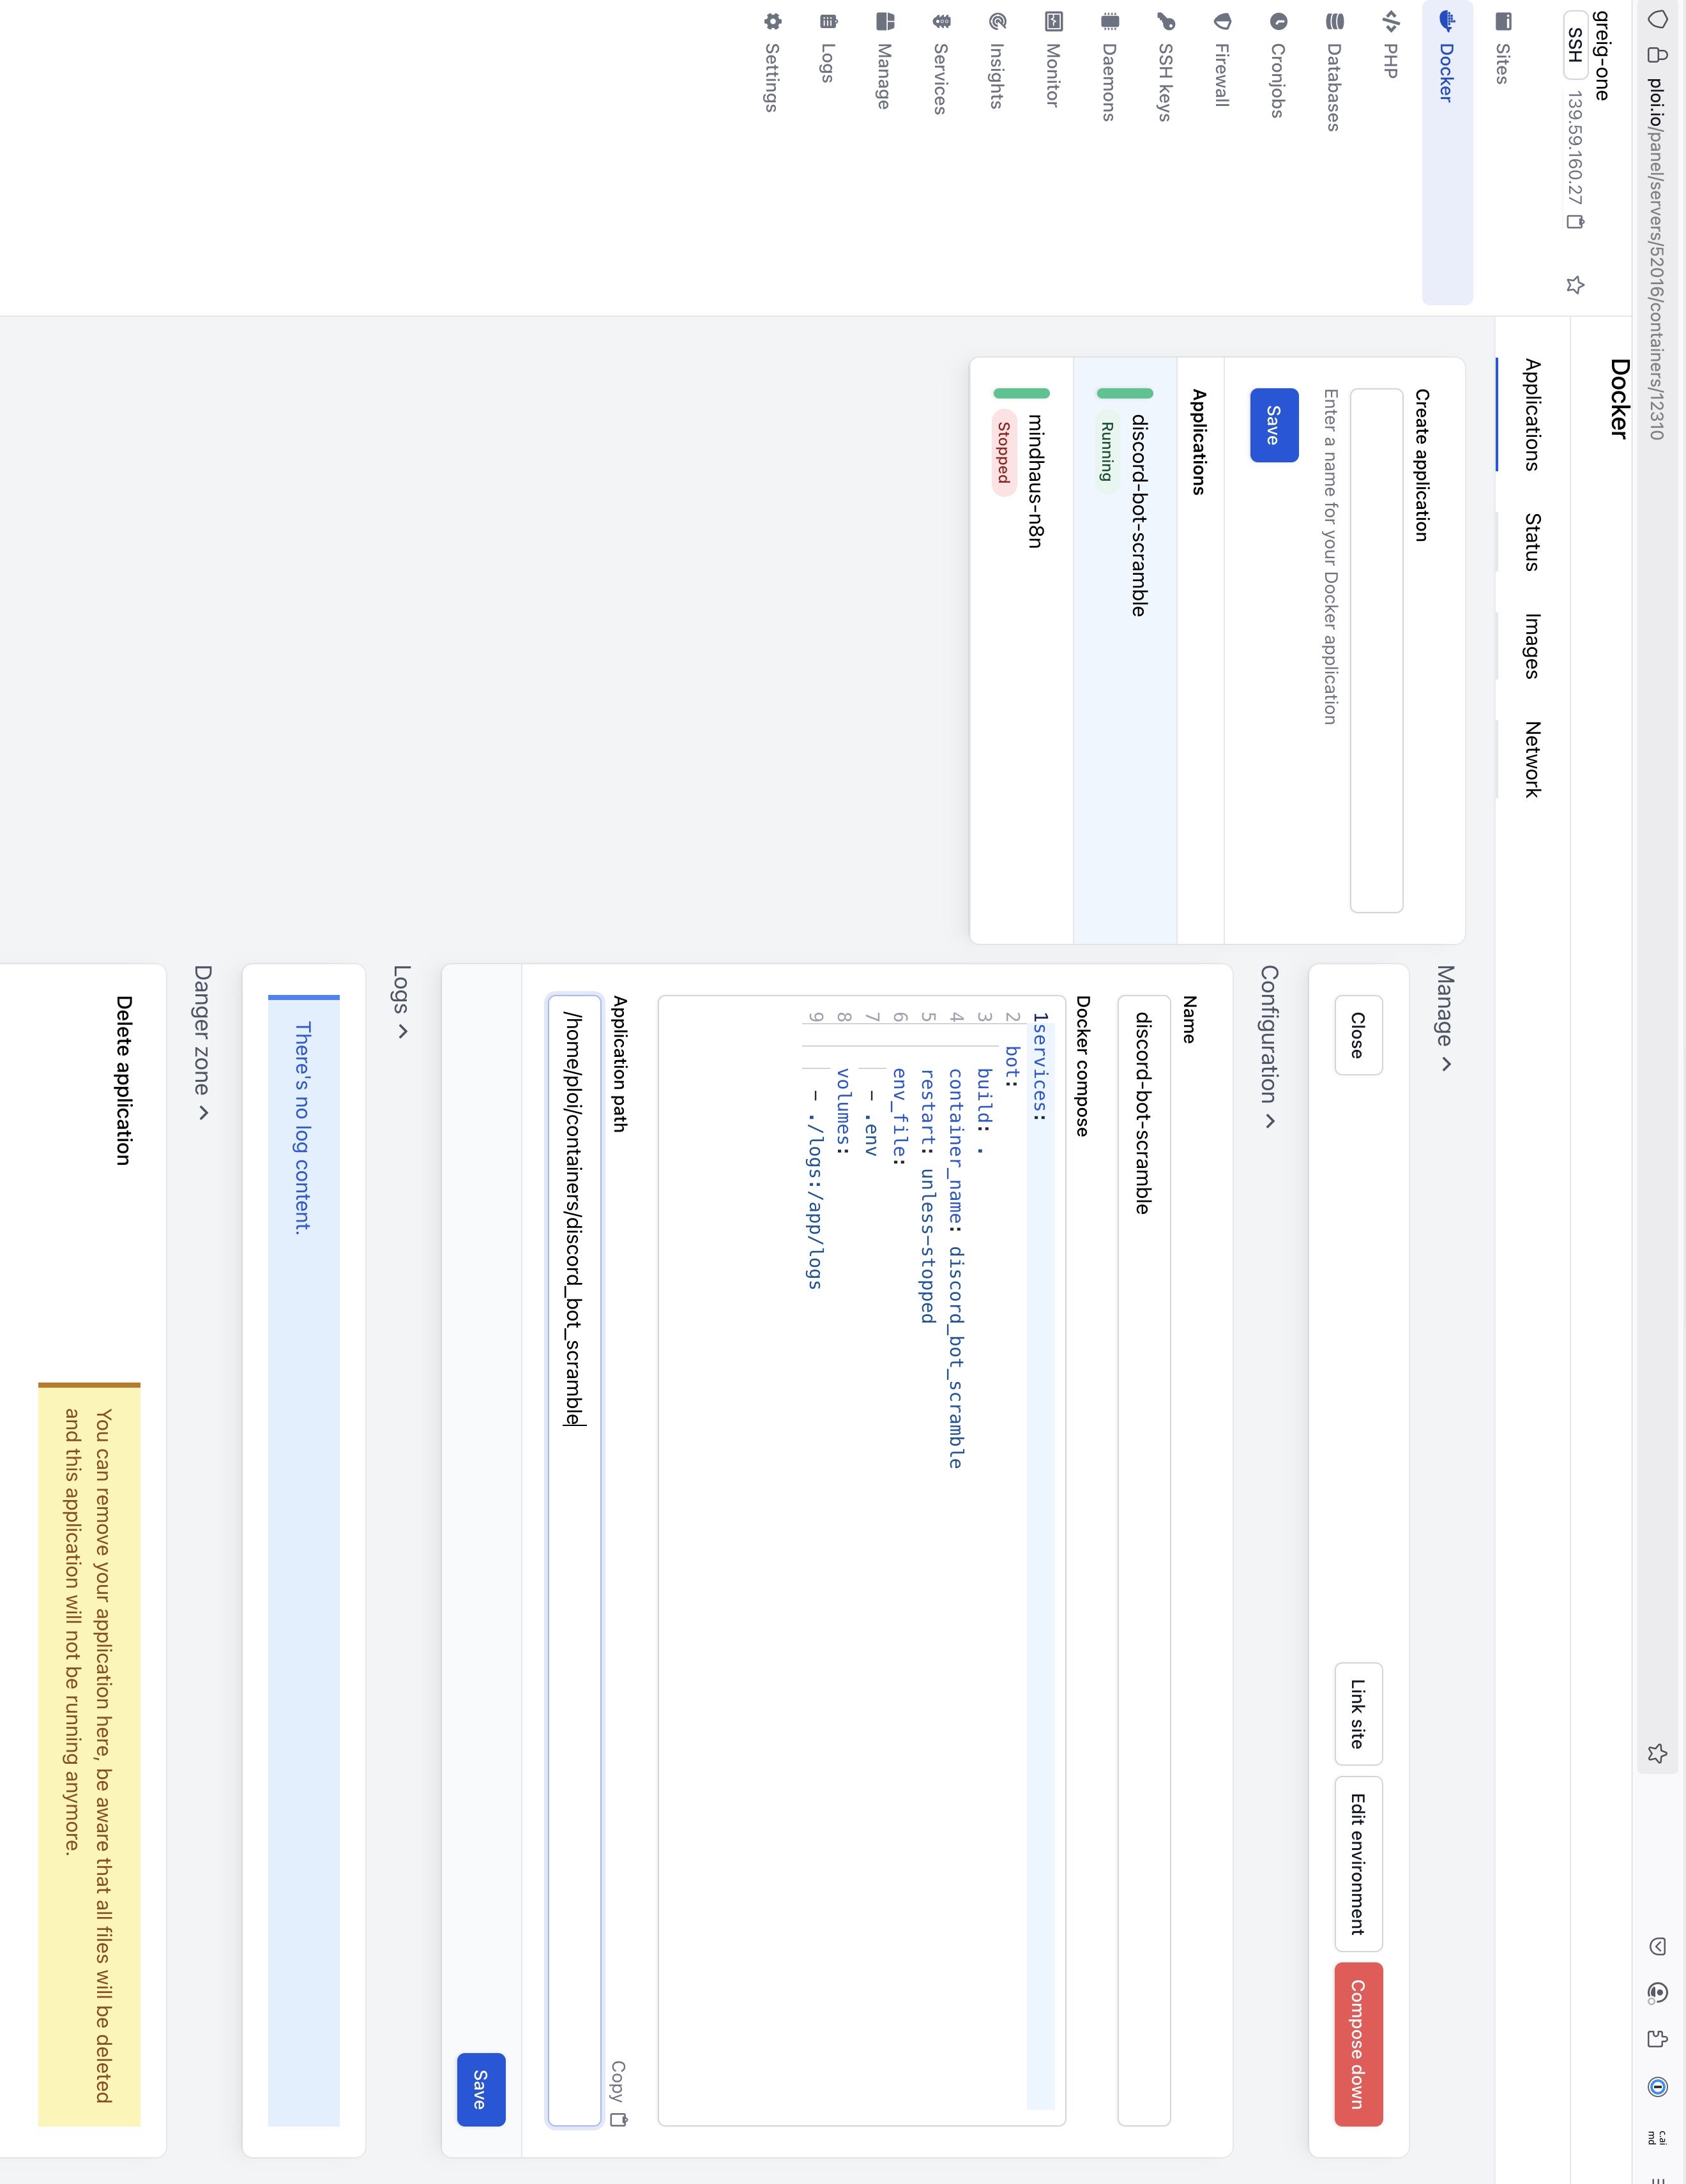 ploi.io/panel/servers/52016/containers/12310
c.ai
md
greig-one
SSH
139.59.160.27
Sites
Docker
PHP
Databases
Cronjobs
Firewall
SSH keys
Daemons
Monitor
Insights
Services
Manage
Logs
Settings
Docker
Applications
Status
Images
Network
Create application
Enter a name for your Docker application
Save
Applications
discord-bot-scramble
Running
mindhaus-n8n
Stopped
Manage
Close
Link site
Edit environment
Compose down
Configuration
Name
discord-bot-scramble
Docker compose
1 services:
2   bot:
3     build: .
4     container_name: discord_bot_scramble
5     restart: unless-stopped
6     env_file:
7       - .env
8     volumes:
9       - ./logs:/app/logs
Application path
Copy
/home/ploi/containers/discord_bot_scramble
Save
Logs
There's no log content.
Danger zone
Delete application
You can remove your application here, be aware that all files will be deleted
and this application will not be running anymore.